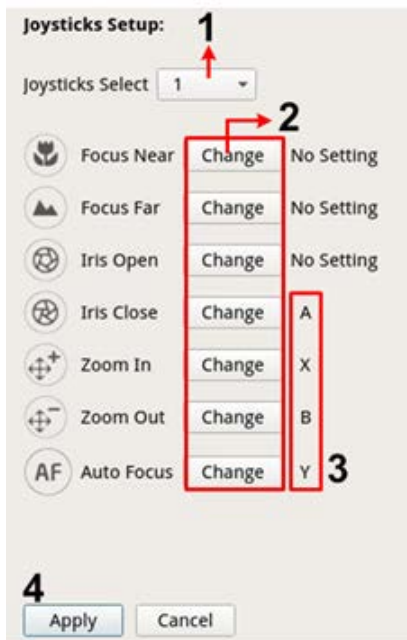 Joysticks Setup:
1
Joysticks Select 1
2
Focus Near Change No Setting
Focus Far Change No Setting
Iris Open Change No Setting
Iris Close Change A
Zoom In Change X
Zoom Out Change B
AF Auto Focus Change Y 3
4
Apply Cancel